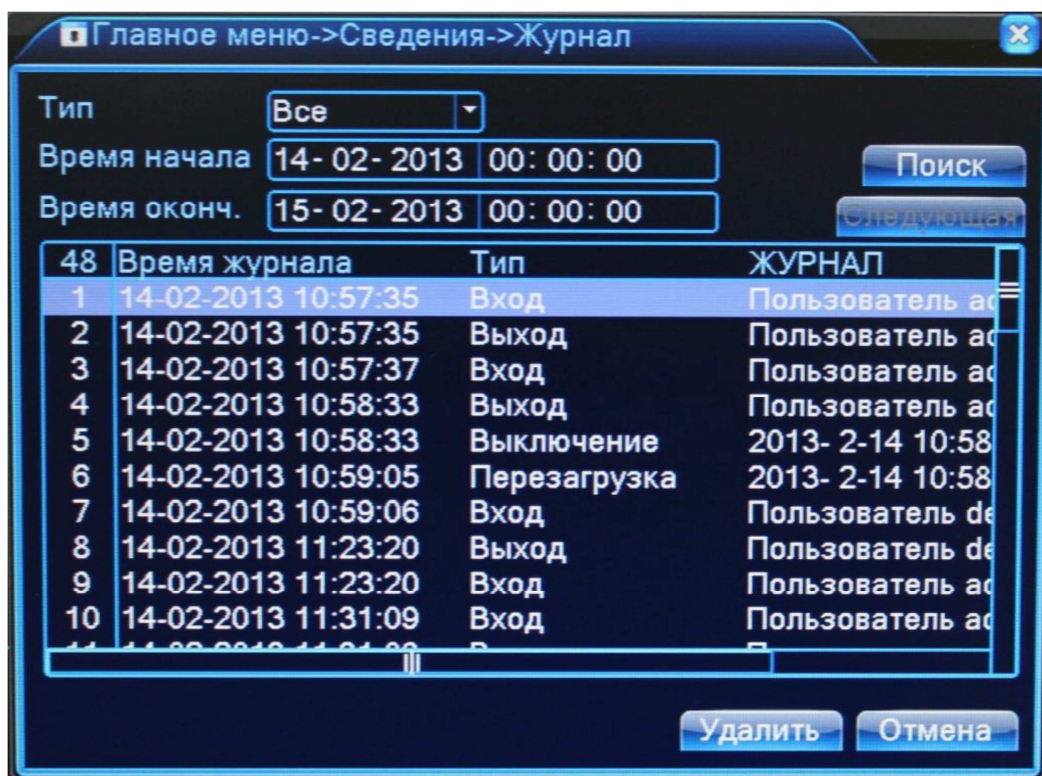 Главное меню->Сведения->Журнал
Тип Все
Время начала 14- 02- 2013 00: 00: 00 Поиск
Время оконч. 15- 02- 2013 00: 00: 00 Следующая
48 Время журнала Тип ЖУРНАЛ
1 14-02-2013 10:57:35 Вход Пользователь ad
2 14-02-2013 10:57:35 Выход Пользователь ad
3 14-02-2013 10:57:37 Вход Пользователь ad
4 14-02-2013 10:58:33 Выход Пользователь ad
5 14-02-2013 10:58:33 Выключение 2013- 2-14 10:58
6 14-02-2013 10:59:05 Перезагрузка 2013- 2-14 10:58
7 14-02-2013 10:59:06 Вход Пользователь de
8 14-02-2013 11:23:20 Выход Пользователь de
9 14-02-2013 11:23:20 Вход Пользователь ad
10 14-02-2013 11:31:09 Вход Пользователь ad
Удалить Отмена